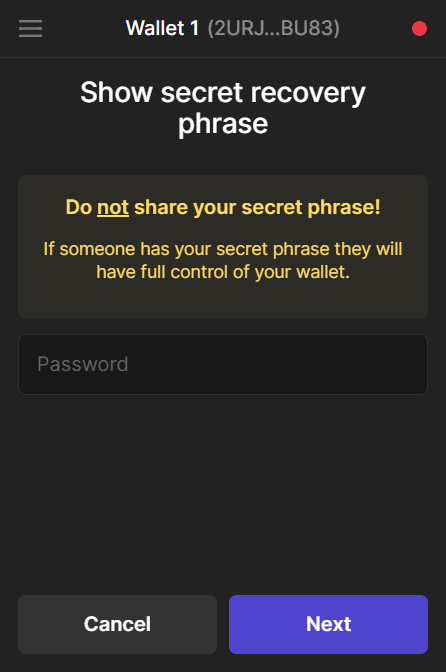 Wallet 1 (2URJ...BU83)
Show secret recovery
phrase
Do not share your secret phrase!
If someone has your secret phrase they will
have full control of your wallet.
Password
Cancel
Next